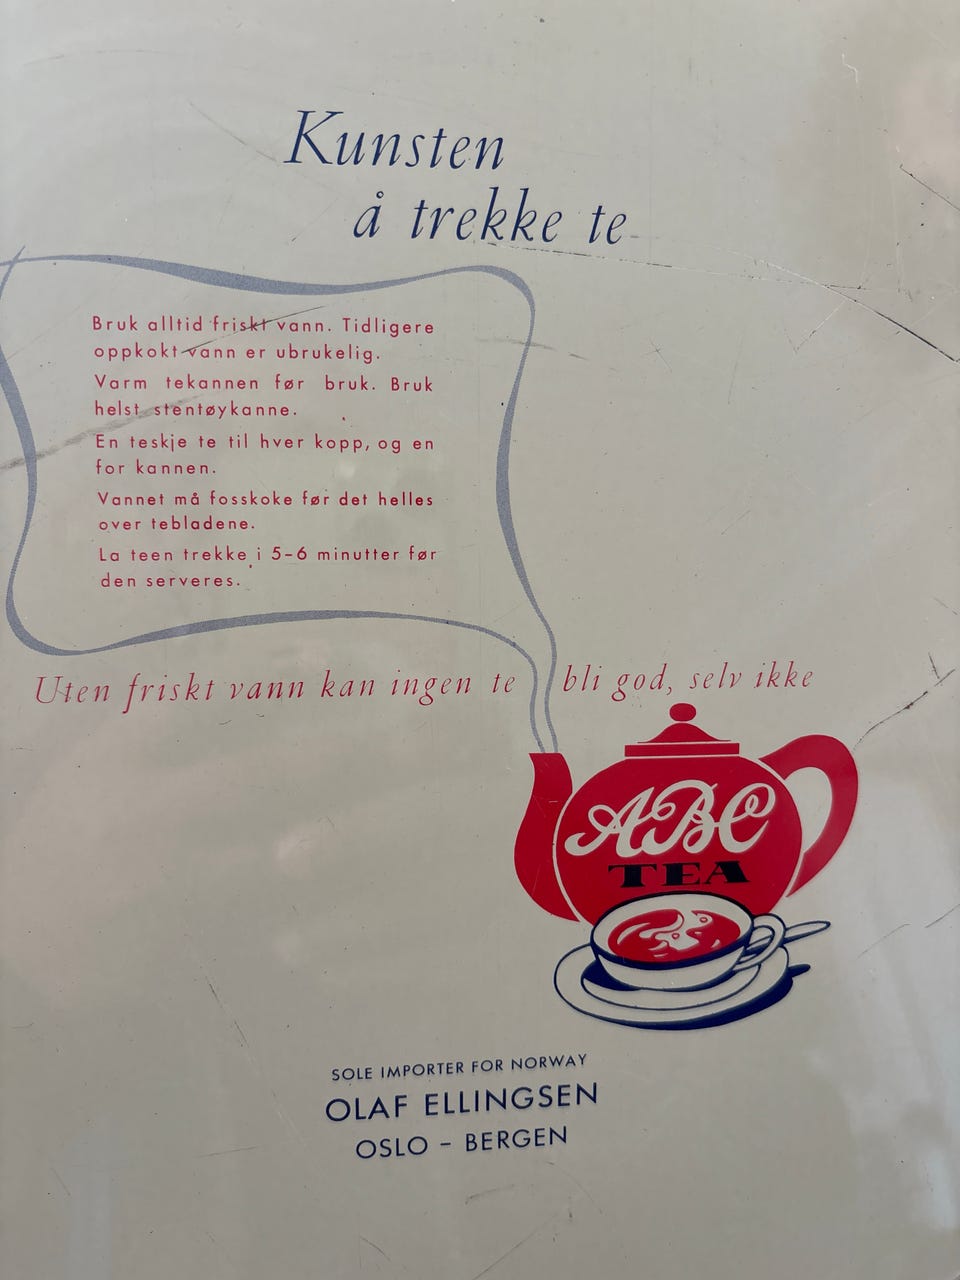 Kunsten
å trekke te
Bruk alltid friskt vann. Tidligere
oppkokt vann er ubrukelig.
Varm tekannen før bruk. Bruk
helst stentøykanne.
En teskje te til hver kopp, og en
for kannen.
Vannet må fosskoke før det helles
over tebladene.
La teen trekke i 5–6 minutter før
den serveres.
Uten friskt vann kan ingen te bli god, selv ikke
ABC
TEA
SOLE IMPORTER FOR NORWAY
OLAF ELLINGSEN
OSLO – BERGEN